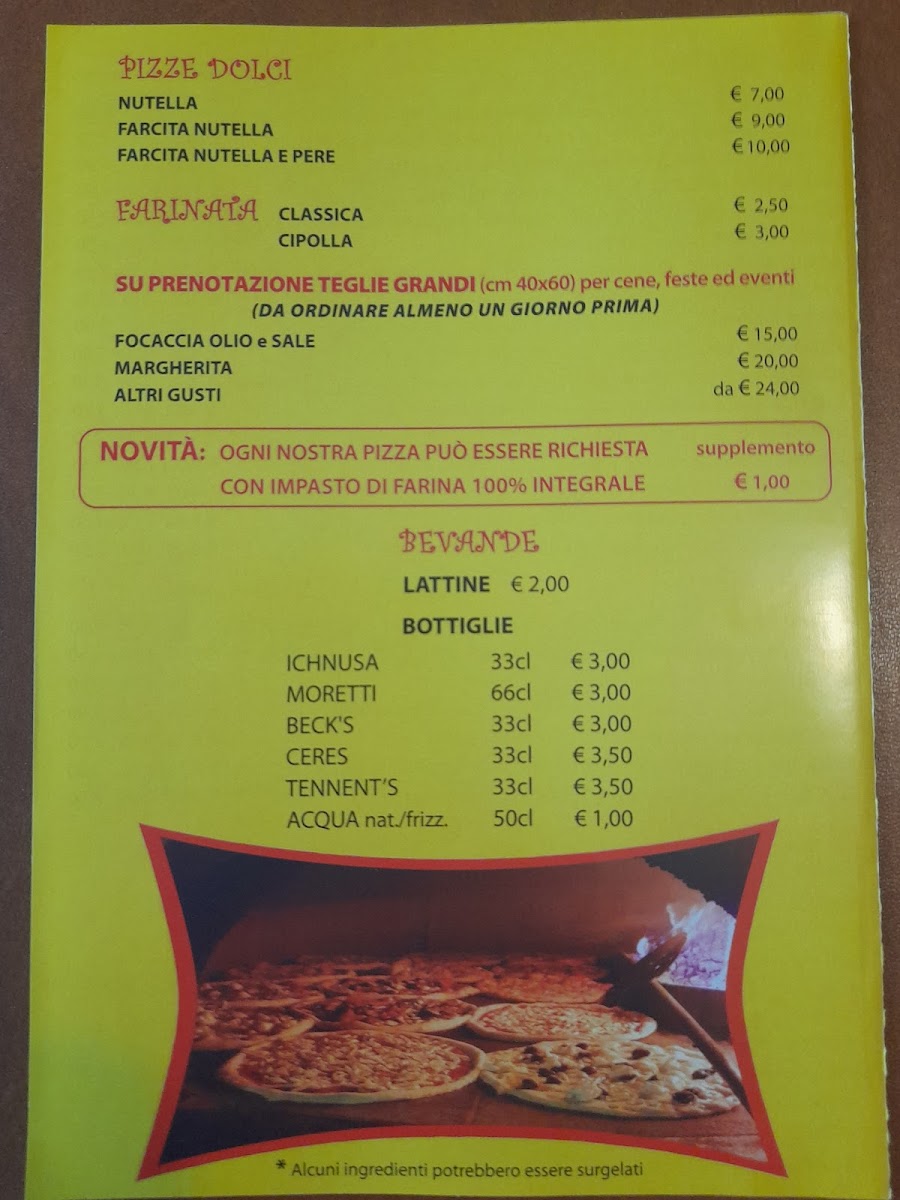 PIZZE DOLCI
NUTELLA € 7,00
FARCITA NUTELLA € 9,00
FARCITA NUTELLA E PERE € 10,00
FARINATA CLASSICA € 2,50
CIPOLLA € 3,00
SU PRENOTAZIONE TEGLIE GRANDI (cm 40x60) per cene, feste ed eventi
(DA ORDINARE ALMENO UN GIORNO PRIMA)
FOCACCIA OLIO e SALE € 15,00
MARGHERITA € 20,00
ALTRI GUSTI da € 24,00
NOVITÀ: OGNI NOSTRA PIZZA PUÒ ESSERE RICHIESTA supplemento
CON IMPASTO DI FARINA 100% INTEGRALE € 1,00
BEVANDE
LATTINE € 2,00
BOTTIGLIE
ICHNUSA 33cl € 3,00
MORETTI 66cl € 3,00
BECK'S 33cl € 3,00
CERES 33cl € 3,50
TENNENT'S 33cl € 3,50
ACQUA nat./frizz. 50cl € 1,00
* Alcuni ingredienti potrebbero essere surgelati